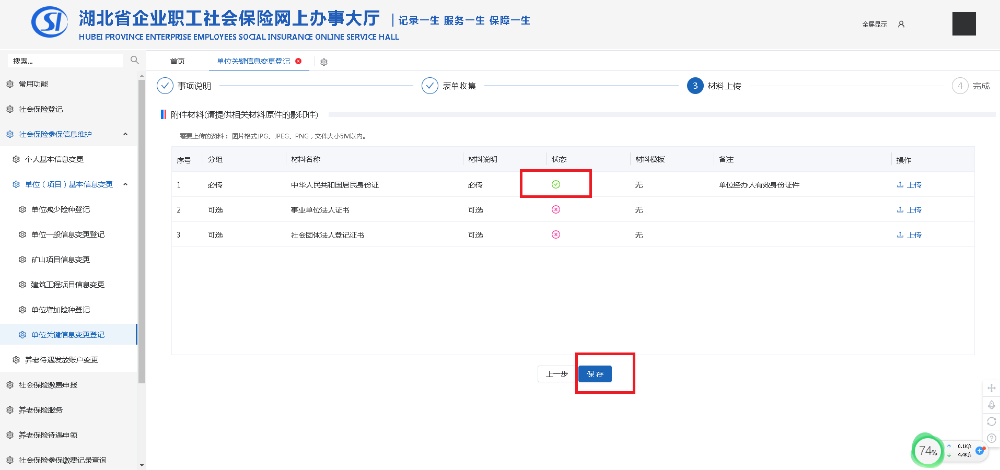 湖北省企业职工社会保险网上办事大厅 | 记录一生 服务一生 保障一生
HUBEI PROVINCE ENTERPRISE EMPLOYEES SOCIAL INSURANCE ONLINE SERVICE HALL
全屏显示
搜索...
常用功能
社会保险登记
社会保险参保信息维护
个人基本信息变更
单位（项目）基本信息变更
单位减少险种登记
单位一般信息变更登记
矿山项目信息变更
建筑工程项目信息变更
单位增加险种登记
单位关键信息变更登记
养老待遇发放账户变更
社会保险缴费申报
养老保险服务
养老保险待遇申领
社会保险参保缴费记录查询
首页 单位关键信息变更登记
事项说明 表单收集 3 材料上传 4 完成
附件材料(请提供相关材料原件的影印件)
需要上传的资料： 图片格式JPG、JPEG、PNG，文件大小5M以内。
序号 分组 材料名称 材料说明 状态 材料模板 备注 操作
1 必传 中华人民共和国居民身份证 必传 无 单位经办人有效身份证件 上传
2 可选 事业单位法人证书 可选 无 上传
3 可选 社会团体法人登记证书 可选 无 上传
上一步 保存
74% 0.1K/s
4.4K/s